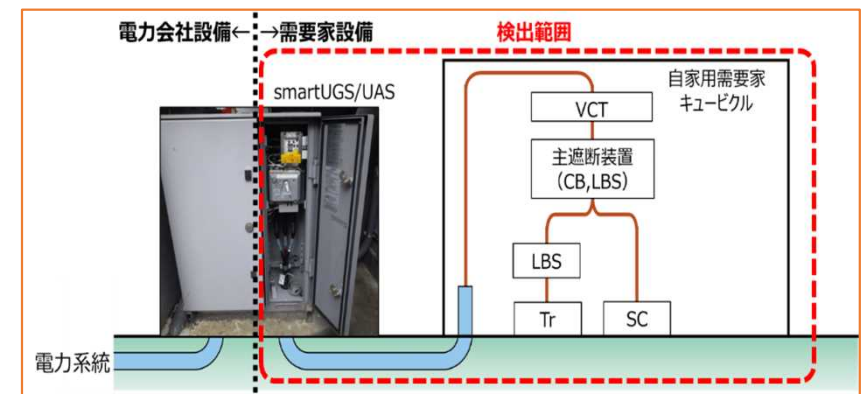 電力会社設備←
→需要家設備
検出範囲
smartUGS/UAS
自家用需要家
キュービクル
VCT
主遮断装置
(CB,LBS)
LBS
Tr
SC
電力系統